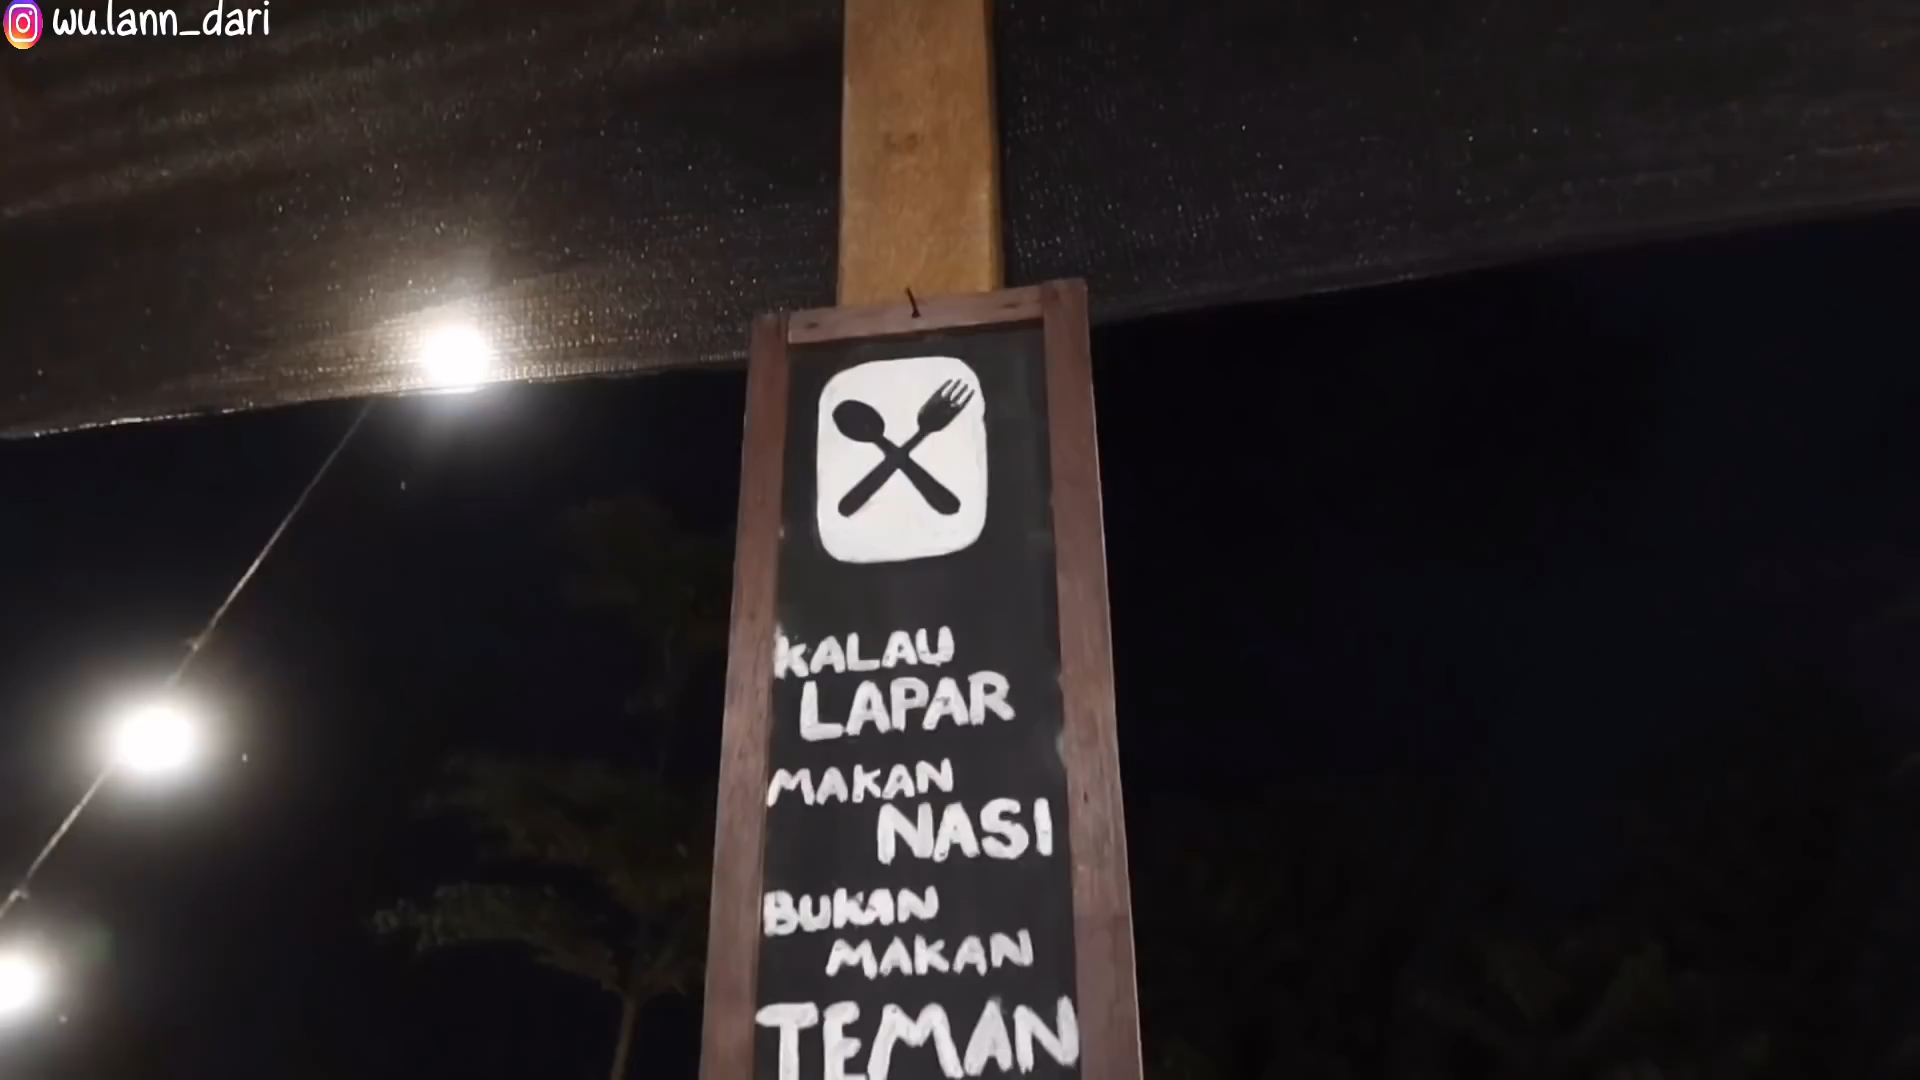 wu.lann_dari
KALAU
LAPAR
MAKAN
NASI
BUKAN
MAKAN
TEMAN